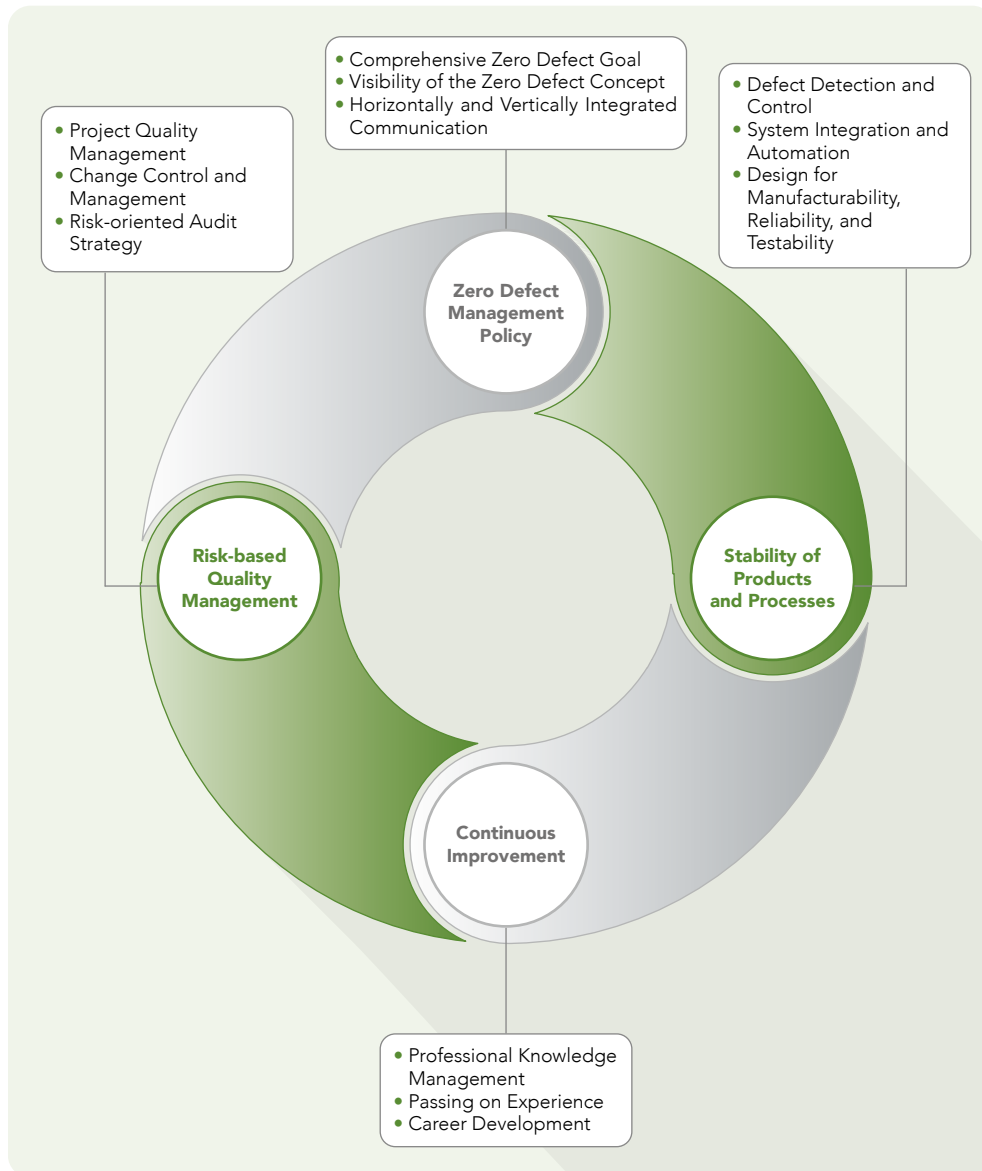 • Comprehensive Zero Defect Goal
• Visibility of the Zero Defect Concept
• Horizontally and Vertically Integrated
Communication
• Defect Detection and
Control
• System Integration and
Automation
• Design for
Manufacturability,
Reliability, and
Testability
• Project Quality
Management
• Change Control and
Management
• Risk-oriented Audit
Strategy
Zero Defect
Management
Policy
Risk-based
Quality
Management
Stability of
Products
and Processes
Continuous
Improvement
• Professional Knowledge
Management
• Passing on Experience
• Career Development